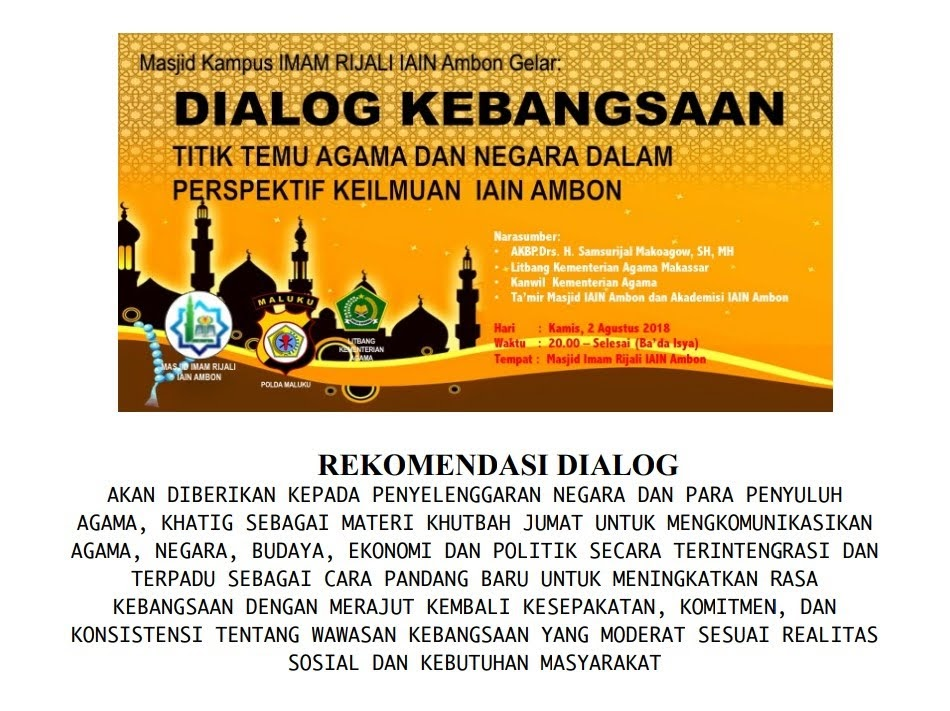 Masjid Kampus IMAM RIJALI IAIN Ambon Gelar:
DIALOG KEBANGSAAN
TITIK TEMU AGAMA DAN NEGARA DALAM
PERSPEKTIF KEILMUAN IAIN AMBON
Narasumber:
• AKBP.Drs. H. Samsurijal Makoagow, SH, MH
• Litbang Kementerian Agama Makassar
• Kanwil Kementerian Agama
• Ta'mir Masjid IAIN Ambon dan Akademisi IAIN Ambon
Hari : Kamis, 2 Agustus 2018
Waktu : 20.00 – Selesai (Ba'da Isya)
Tempat : Masjid Imam Rijali IAIN Ambon
MASJID IMAM RIJALI
IAIN AMBON
MALUKU
POLDA MALUKU
LITBANG
KEMENTERIAN
AGAMA
REKOMENDASI DIALOG
AKAN DIBERIKAN KEPADA PENYELENGGARAN NEGARA DAN PARA PENYULUH
AGAMA, KHATIG SEBAGAI MATERI KHUTBAH JUMAT UNTUK MENGKOMUNIKASIKAN
AGAMA, NEGARA, BUDAYA, EKONOMI DAN POLITIK SECARA TERINTENGRASI DAN
TERPADU SEBAGAI CARA PANDANG BARU UNTUK MENINGKATKAN RASA
KEBANGSAAN DENGAN MERAJUT KEMBALI KESEPAKATAN, KOMITMEN, DAN
KONSISTENSI TENTANG WAWASAN KEBANGSAAN YANG MODERAT SESUAI REALITAS
SOSIAL DAN KEBUTUHAN MASYARAKAT